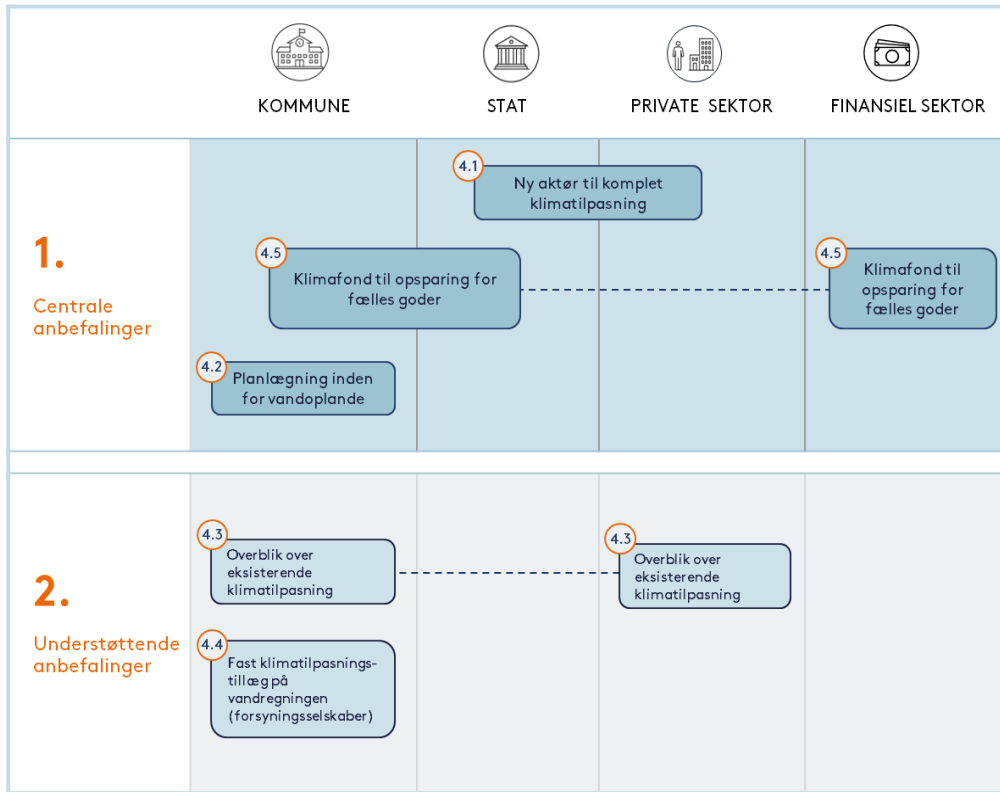 KOMMUNE
STAT
PRIVATE SEKTOR
FINANSIEL SEKTOR
1.
Centrale
anbefalinger
4.1
Ny aktør til komplet
klimatilpasning
4.5
Klimafond til opsparing for
fælles goder
4.5
Klimafond til
opsparing for
fælles goder
4.2
Planlægning inden
for vandoplande
2.
Understøttende
anbefalinger
4.3
Overblik over
eksisterende
klimatilpasning
4.3
Overblik over
eksisterende
klimatilpasning
4.4
Fast klimatilpasnings-
tillæg på
vandregningen
(forsyningsselskaber)